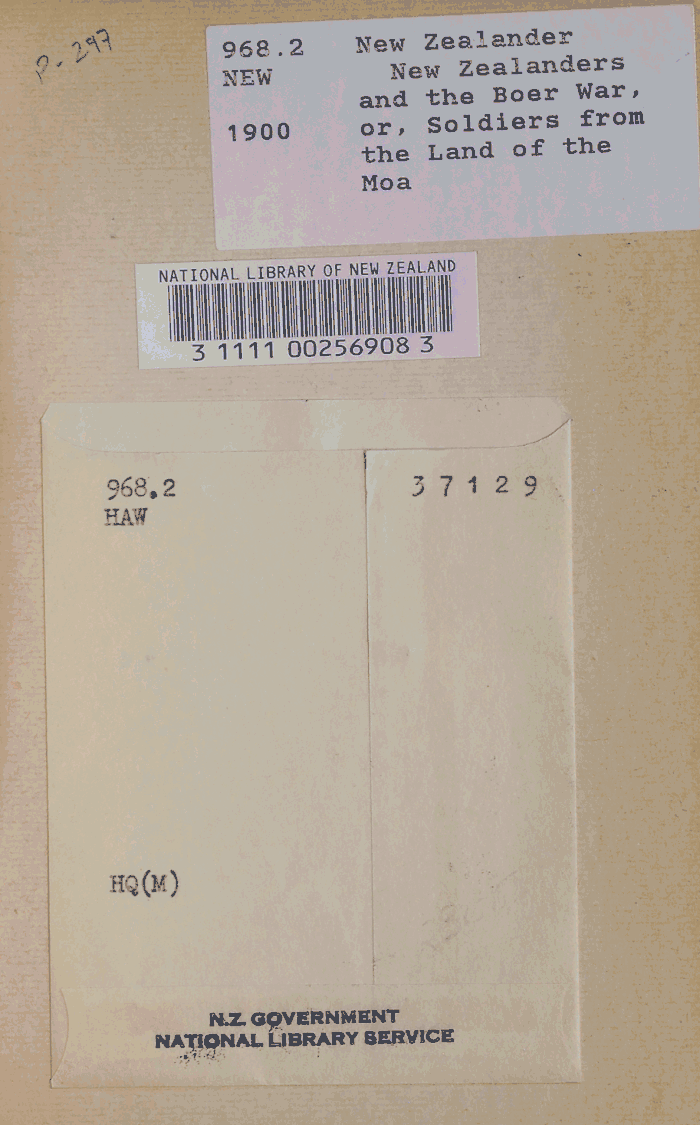 P. 297
968.2 New Zealander
NEW New Zealanders
and the Boer War,
1900 or, Soldiers from
the Land of the
Moa
NATIONAL LIBRARY OF NEW ZEALAND
3 1111 00256908 3
968.2 37129
HAW
HQ(M)
N.Z. GOVERNMENT
NATIONAL LIBRARY SERVICE